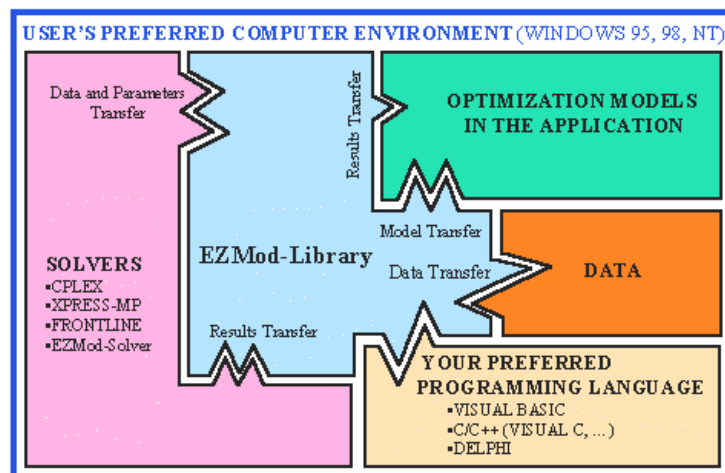 USER'S PREFERRED COMPUTER ENVIRONMENT (WINDOWS 95, 98, NT)
Data and Parameters
Transfer
Results Transfer
OPTIMIZATION MODELS
IN THE APPLICATION
Model Transfer
EZMod-Library
Data Transfer
DATA
SOLVERS
▪CPLEX
▪XPRESS-MP
▪FRONTLINE
▪EZMod-Solver
Results Transfer
YOUR PREFERRED
PROGRAMMING LANGUAGE
▪VISUAL BASIC
▪C/C++ (VISUAL C, ...)
▪DELPHI